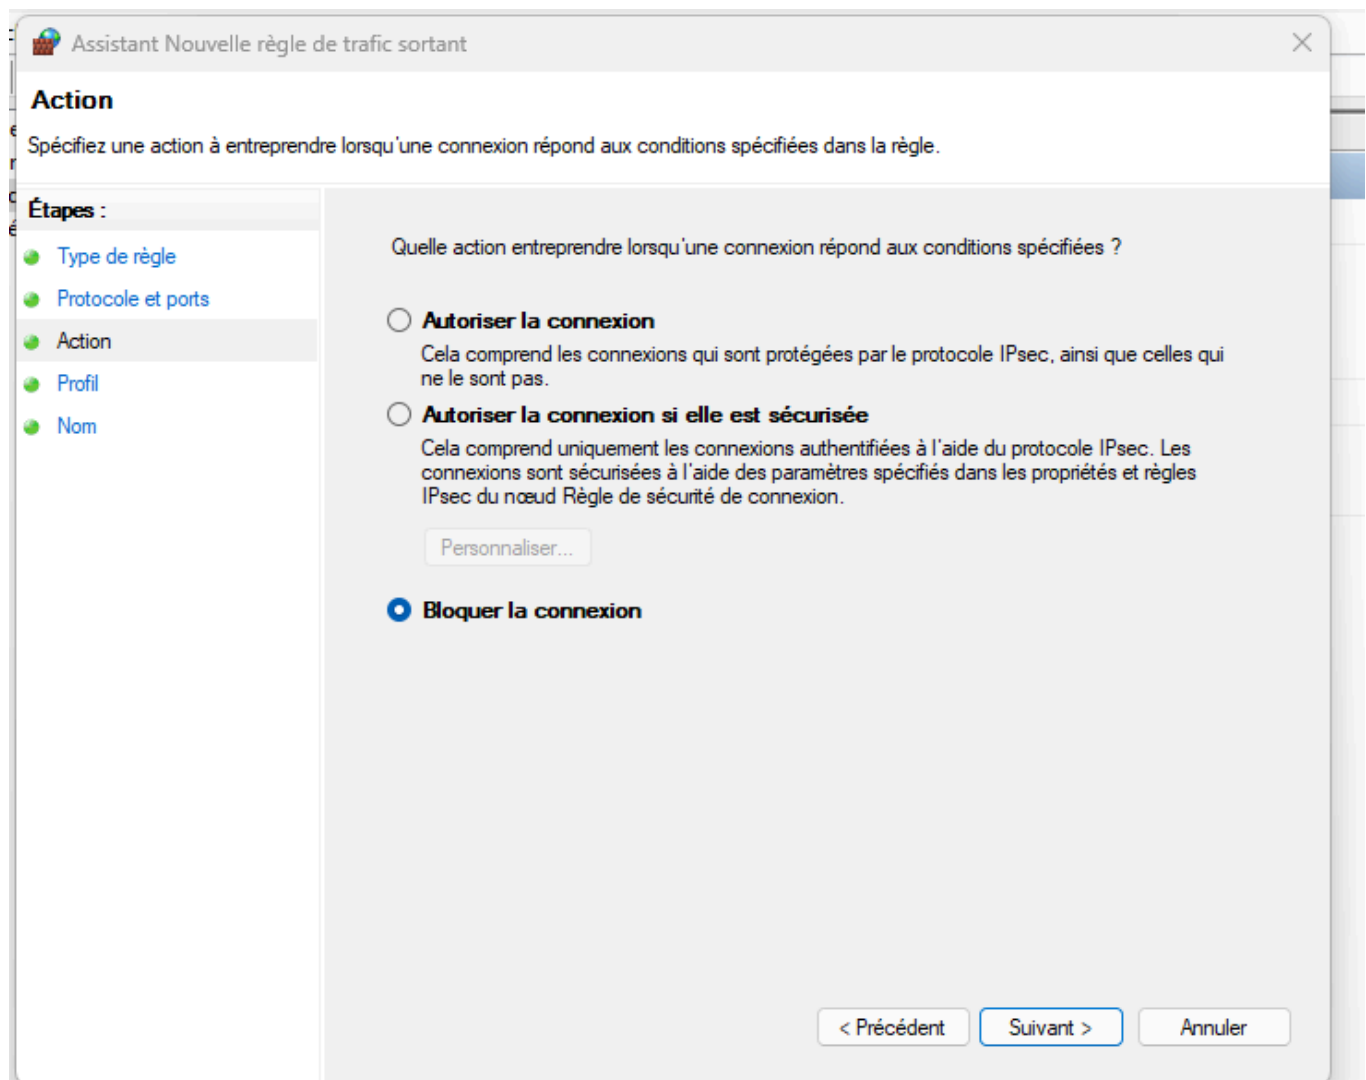 Assistant Nouvelle règle de trafic sortant
Action
Spécifiez une action à entreprendre lorsqu'une connexion répond aux conditions spécifiées dans la règle.
Étapes :
Type de règle
Protocole et ports
Action
Profil
Nom
Quelle action entreprendre lorsqu'une connexion répond aux conditions spécifiées ?
Autoriser la connexion
Cela comprend les connexions qui sont protégées par le protocole IPsec, ainsi que celles qui
ne le sont pas.
Autoriser la connexion si elle est sécurisée
Cela comprend uniquement les connexions authentifiées à l'aide du protocole IPsec. Les
connexions sont sécurisées à l'aide des paramètres spécifiés dans les propriétés et règles
IPsec du nœud Règle de sécurité de connexion.
Personnaliser...
Bloquer la connexion
< Précédent
Suivant >
Annuler